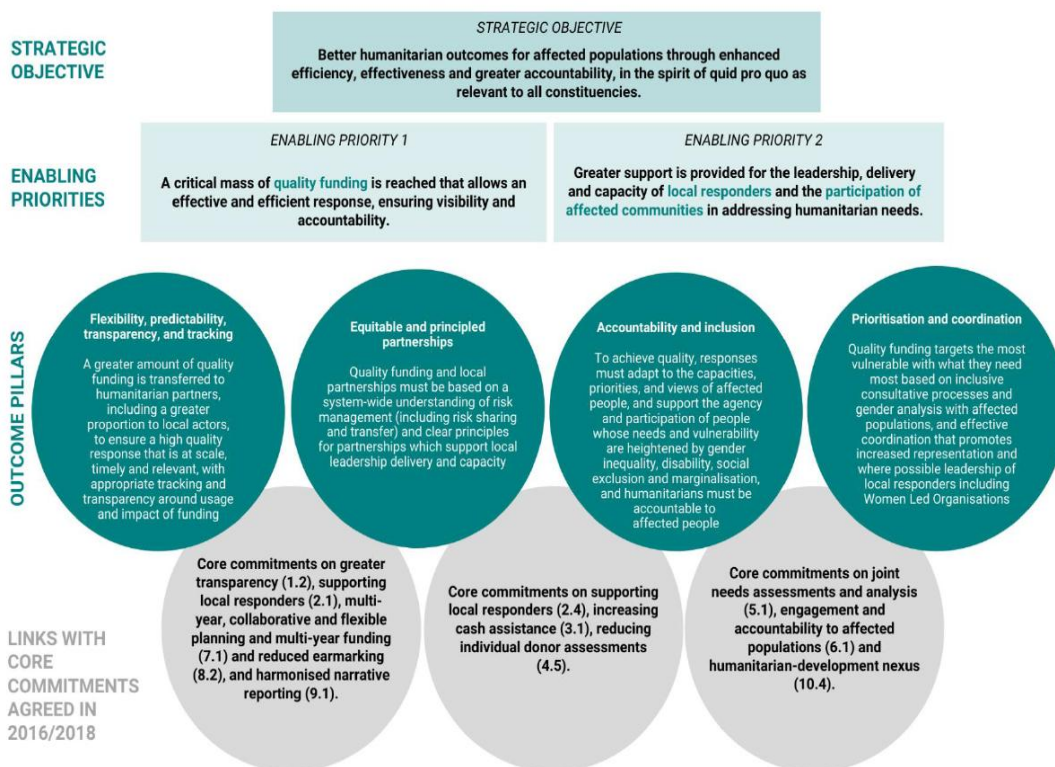 STRATEGIC
OBJECTIVE
STRATEGIC OBJECTIVE
Better humanitarian outcomes for affected populations through enhanced
efficiency, effectiveness and greater accountability, in the spirit of quid pro quo as
relevant to all constituencies.
ENABLING
PRIORITIES
ENABLING PRIORITY 1
A critical mass of quality funding is reached that allows an
effective and efficient response, ensuring visibility and
accountability.
ENABLING PRIORITY 2
Greater support is provided for the leadership, delivery
and capacity of local responders and the participation of
affected communities in addressing humanitarian needs.
OUTCOME PILLARS
Flexibility, predictability,
transparency, and tracking
A greater amount of quality
funding is transferred to
humanitarian partners,
including a greater
proportion to local actors,
to ensure a high quality
response that is at scale,
timely and relevant, with
appropriate tracking and
transparency around usage
and impact of funding
Equitable and principled
partnerships
Quality funding and local
partnerships must be based on a
system-wide understanding of risk
management (including risk sharing
and transfer) and clear principles
for partnerships which support local
leadership delivery and capacity
Accountability and inclusion
To achieve quality, responses
must adapt to the capacities,
priorities, and views of affected
people, and support the agency
and participation of people
whose needs and vulnerability
are heightened by gender
inequality, disability, social
exclusion and marginalisation,
and humanitarians must be
accountable to
affected people
Prioritisation and coordination
Quality funding targets the most
vulnerable with what they need
most based on inclusive
consultative processes and
gender analysis with affected
populations, and effective
coordination that promotes
increased representation and
where possible leadership of
local responders including
Women Led Organisations
LINKS WITH
CORE
COMMITMENTS
AGREED IN
2016/2018
Core commitments on greater
transparency (1.2), supporting
local responders (2.1), multi-
year, collaborative and flexible
planning and multi-year funding
(7.1) and reduced earmarking
(8.2), and harmonised narrative
reporting (9.1).
Core commitments on supporting
local responders (2.4), increasing
cash assistance (3.1), reducing
individual donor assessments
(4.5).
Core commitments on joint
needs assessments and analysis
(5.1), engagement and
accountability to affected
populations (6.1) and
humanitarian-development nexus
(10.4).